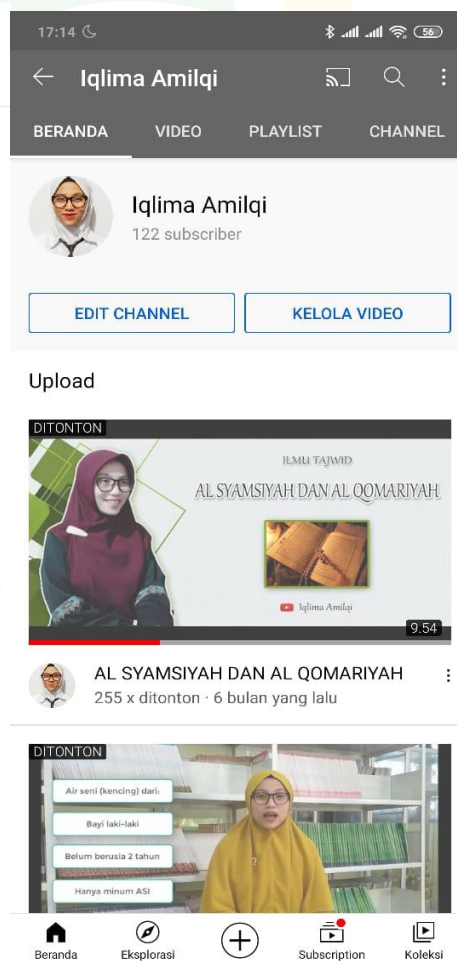 17:14
56
Iqlima Amilqi
BERANDA VIDEO PLAYLIST CHANNEL
Iqlima Amilqi
122 subscriber
EDIT CHANNEL KELOLA VIDEO
Upload
DITONTON
ILMU TAJWID
AL SYAMSIYAH DAN AL QOMARIYAH
Iqlima Amilqi
9.54
AL SYAMSIYAH DAN AL QOMARIYAH
255 x ditonton · 6 bulan yang lalu
DITONTON
Air seni (kencing) dari:
Bayi laki-laki
Belum berusia 2 tahun
Hanya minum ASI
Beranda Eksplorasi Subscription Koleksi